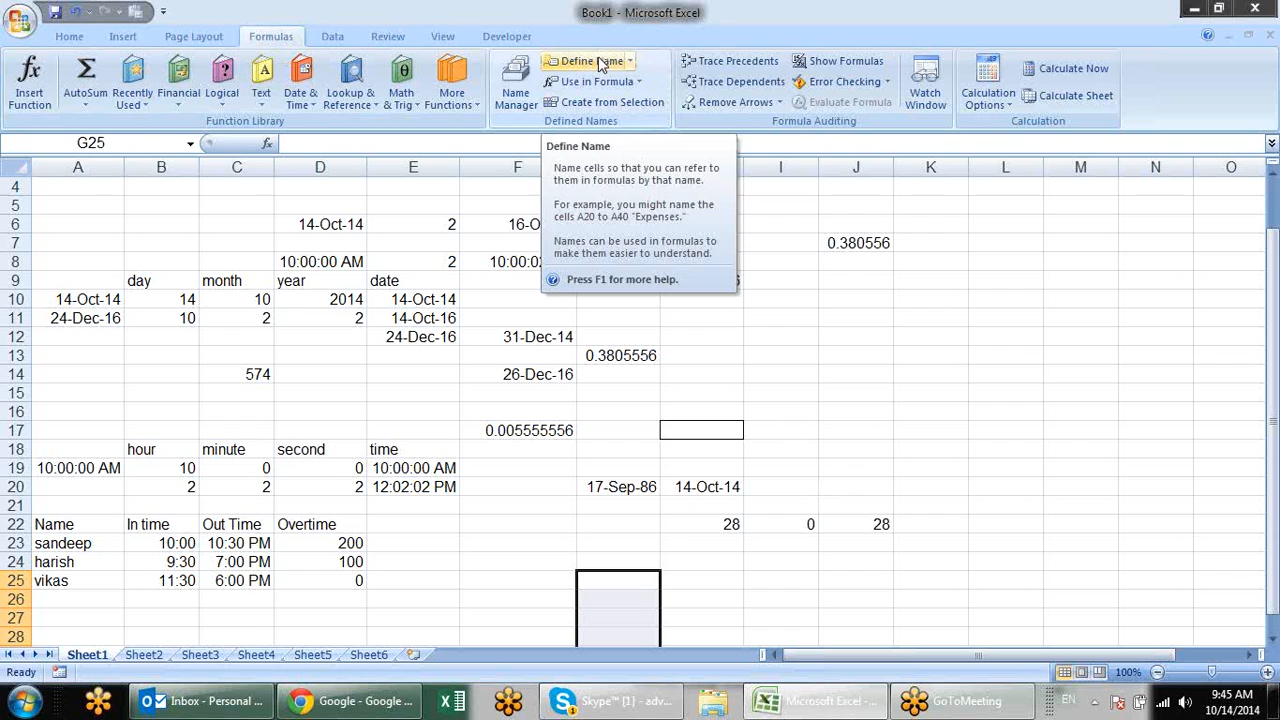 Book1 - Microsoft Excel
Home Insert Page Layout Formulas Data Review View Developer
Insert Function
AutoSum
Recently Used
Financial
Logical
Text
Date & Time
Lookup & Reference
Math & Trig
More Functions
Function Library
Name Manager
Define Name
Use in Formula
Create from Selection
Defined Names
Trace Precedents
Trace Dependents
Remove Arrows
Show Formulas
Error Checking
Evaluate Formula
Formula Auditing
Watch Window
Calculation Options
Calculate Now
Calculate Sheet
Calculation
G25
fx
Define Name
Name cells so that you can refer to
them in formulas by that name.
For example, you might name the
cells A20 to A40 "Expenses."
Names can be used in formulas to
make them easier to understand.
Press F1 for more help.
A B C D E F I J K L M N O
4
5
6 14-Oct-14 2
7 0.380556
8 10:00:00 AM 2
9 day month year date
10 14-Oct-14 14 10 2014 14-Oct-14
11 24-Dec-16 10 2 2 14-Oct-16
12 24-Dec-16 31-Dec-14
13 0.3805556
14 574 26-Dec-16
15
16
17 0.005555556
18 hour minute second time
19 10:00:00 AM 10 0 0 10:00:00 AM
20 2 2 2 12:02:02 PM 17-Sep-86 14-Oct-14
21
22 Name In time Out Time Overtime 28 0 28
23 sandeep 10:00 10:30 PM 200
24 harish 9:30 7:00 PM 100
25 vikas 11:30 6:00 PM 0
26
27
28
Sheet1 Sheet2 Sheet3 Sheet4 Sheet5 Sheet6
Ready 100%
Inbox - Personal ... Google - Google ... Skype™ [1] - adv... Microsoft Excel - ... GoToMeeting EN 9:45 AM
10/14/2014